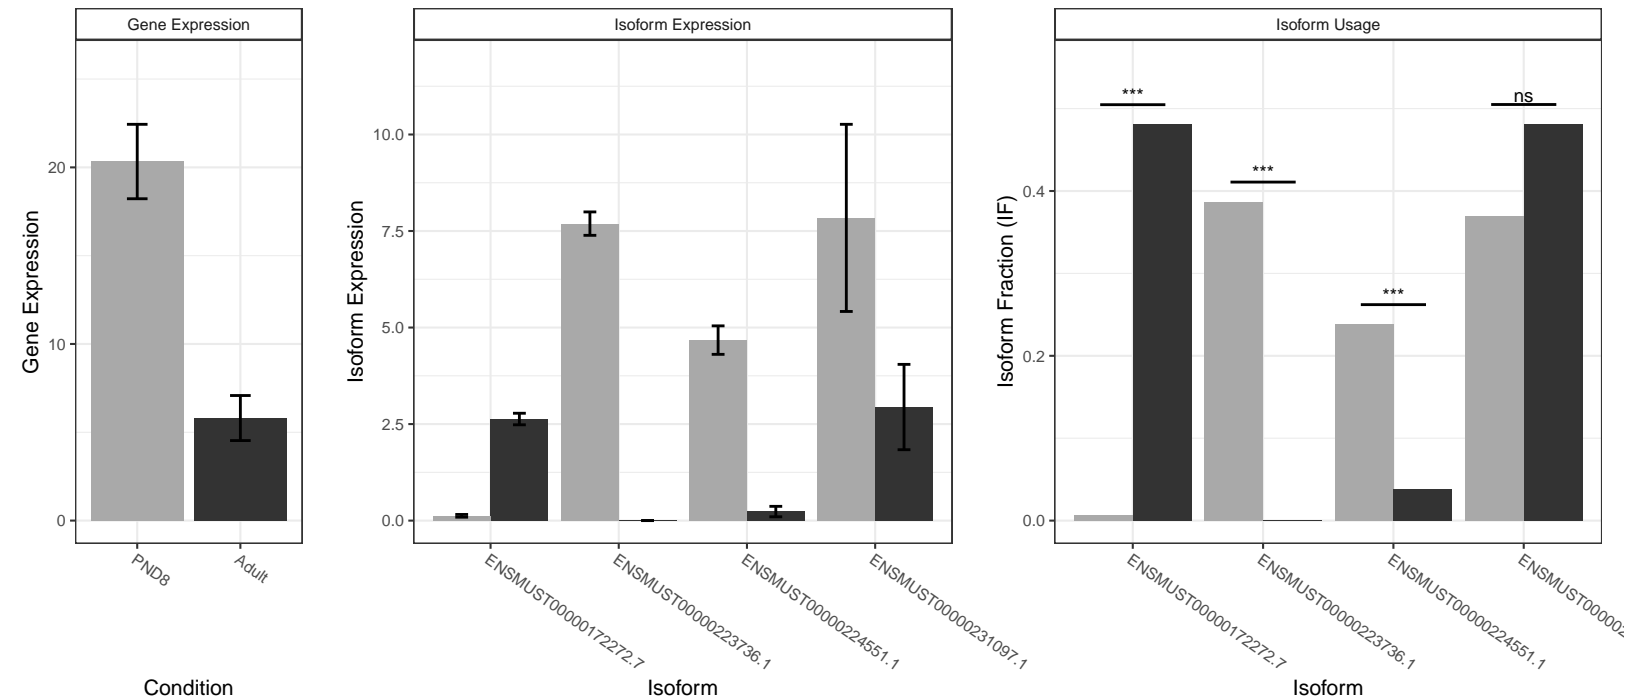 Gene Expression
Gene Expression
20
10
0
PND8
Adult
Condition
Isoform Expression
Isoform Expression
10.0
7.5
5.0
2.5
0.0
ENSMUST00000172272.7
ENSMUST00000223736.1
ENSMUST00000224551.1
ENSMUST00000231097.1
Isoform
Isoform Usage
Isoform Fraction (IF)
0.4
0.2
0.0
***
***
***
ns
ENSMUST00000172272.7
ENSMUST00000223736.1
ENSMUST00000224551.1
ENSMUST000002
Isoform